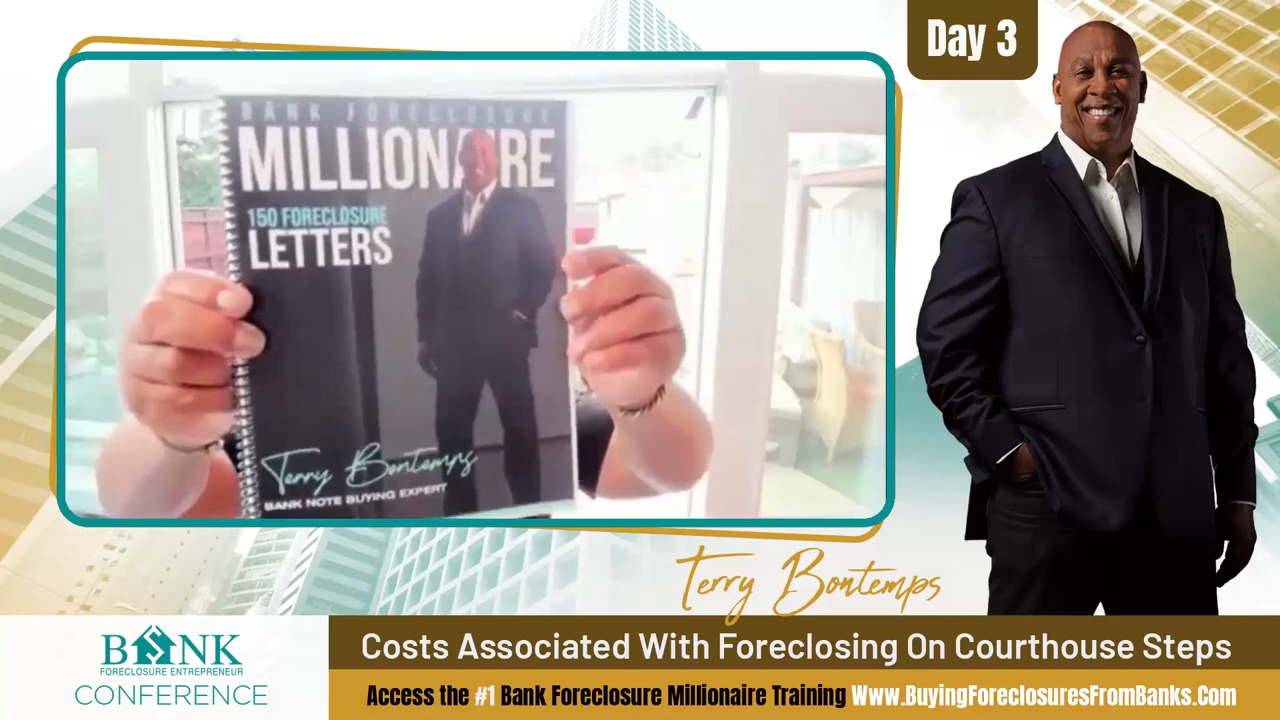 Day 3
BANK FORECLOSURE
MILLIONAIRE
150 FORECLOSURE
LETTERS
Terry Bontemps
BANK NOTE BUYING EXPERT
Terry Bontemps
BANK
FORECLOSURE ENTREPRENEUR
CONFERENCE
Costs Associated With Foreclosing On Courthouse Steps
Access the #1 Bank Foreclosure Millionaire Training Www.BuyingForeclosuresFromBanks.Com